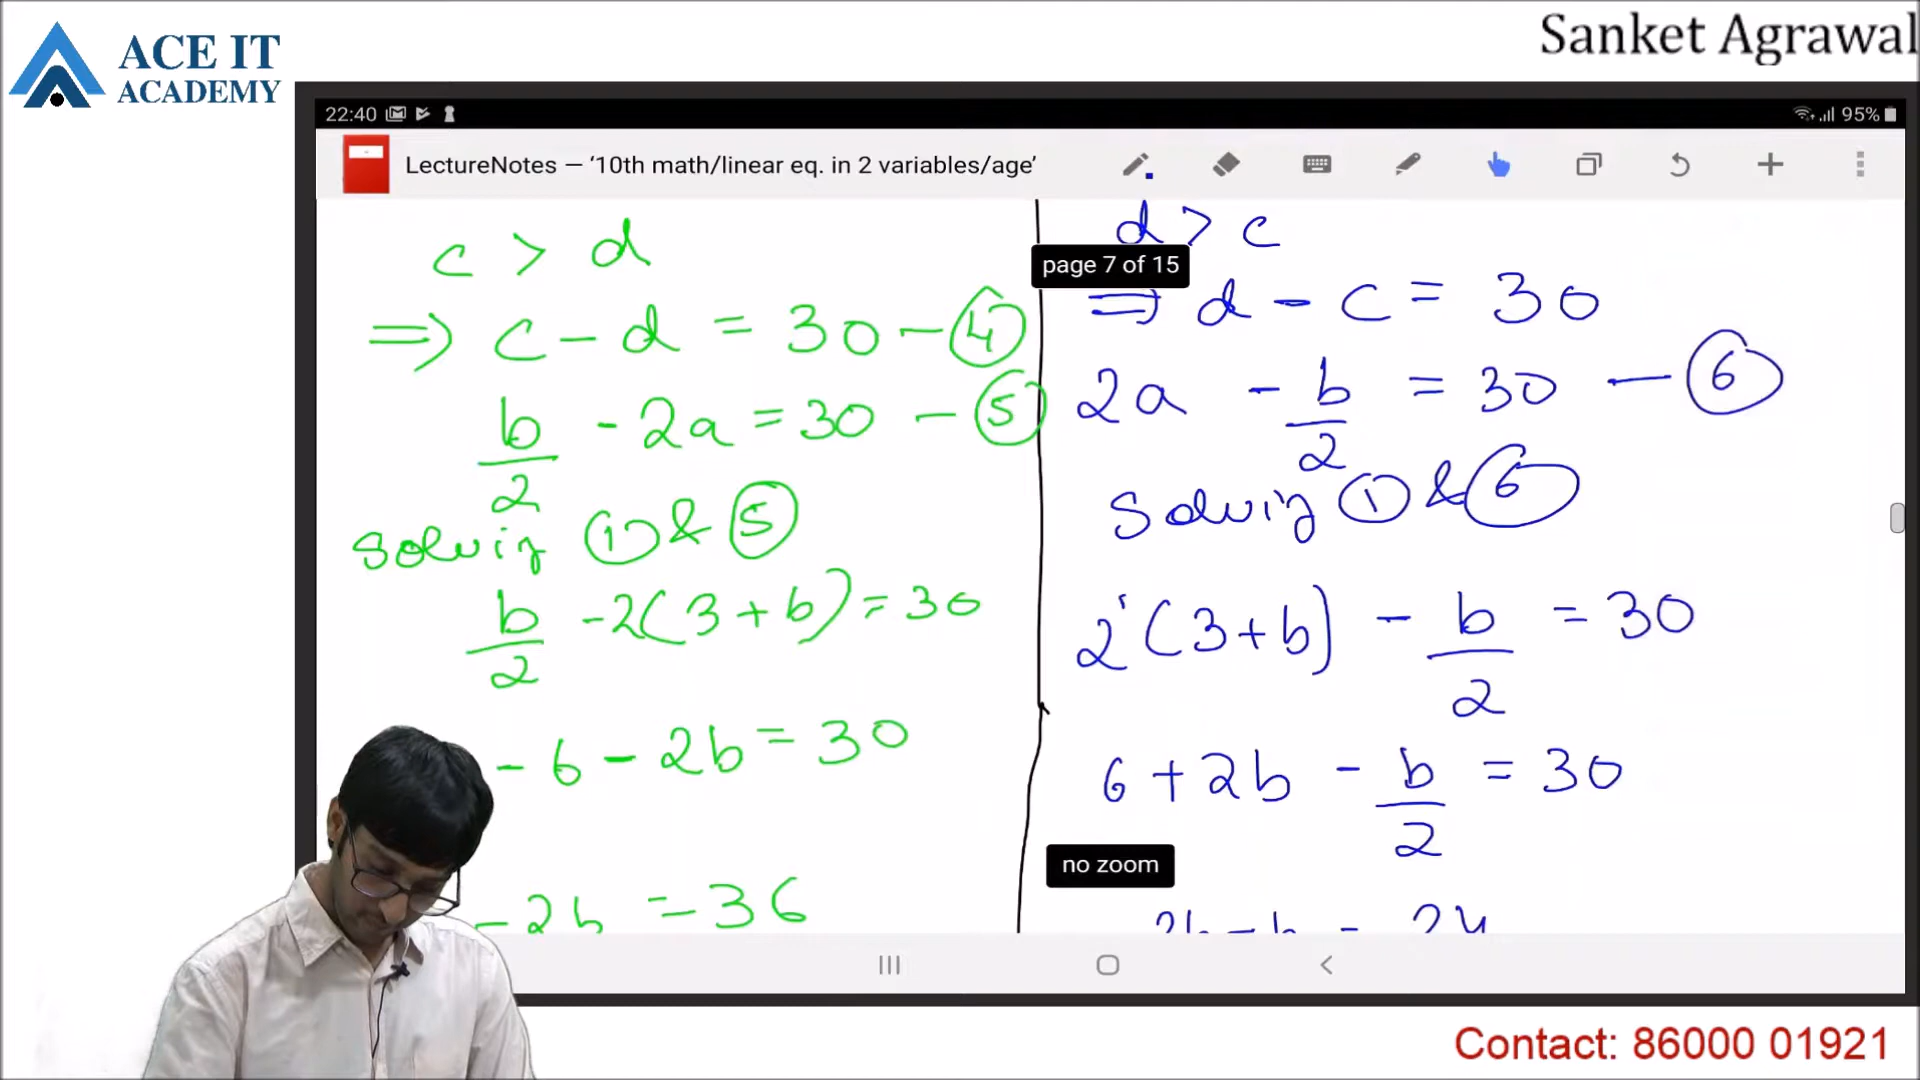 ACE IT
ACADEMY
Sanket Agrawal
22:40
95%
LectureNotes — ‘10th math/linear eq. in 2 variables/age’
c > d
⇒ c - d = 30 - ④
b/2 - 2a = 30 - ⑤
solving ① & ⑤
b/2 - 2(3 + b) = 30
- 6 - 2b = 30
- 2b = 36
d > c
page 7 of 15
⇒ d - c = 30
2a - b/2 = 30 - ⑥
Solving ① & ⑥
2(3+b) - b/2 = 30
6 + 2b - b/2 = 30
no zoom
2b - b = 24
Contact: 86000 01921